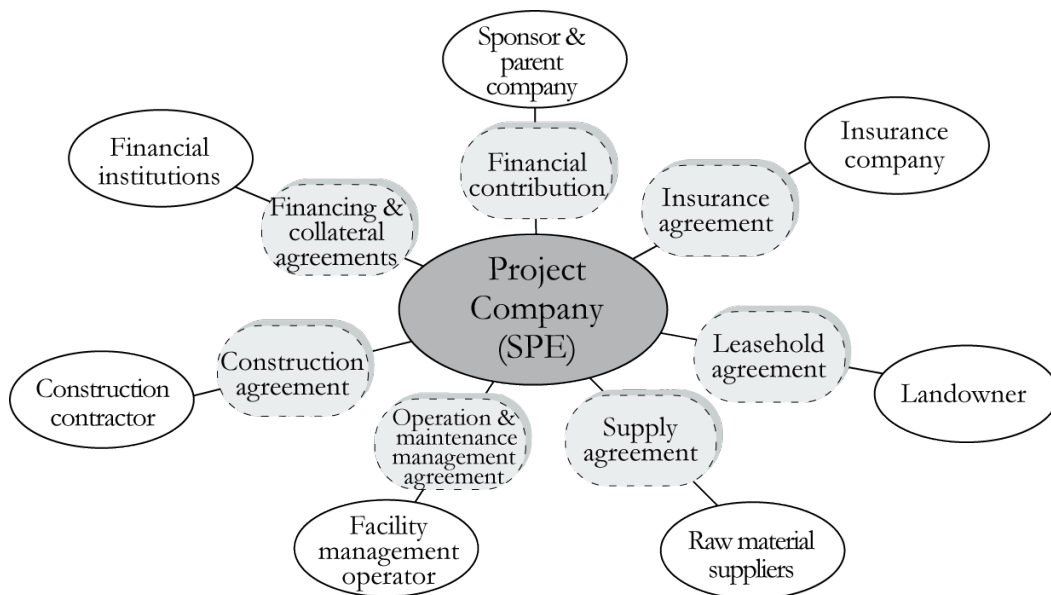 Sponsor &
parent
company
Financial
institutions
Insurance
company
Financial
contribution
Financing &
collateral
agreements
Insurance
agreement
Project
Company
(SPE)
Construction
agreement
Leasehold
agreement
Construction
contractor
Landowner
Operation &
maintenance
management
agreement
Supply
agreement
Facility
management
operator
Raw material
suppliers